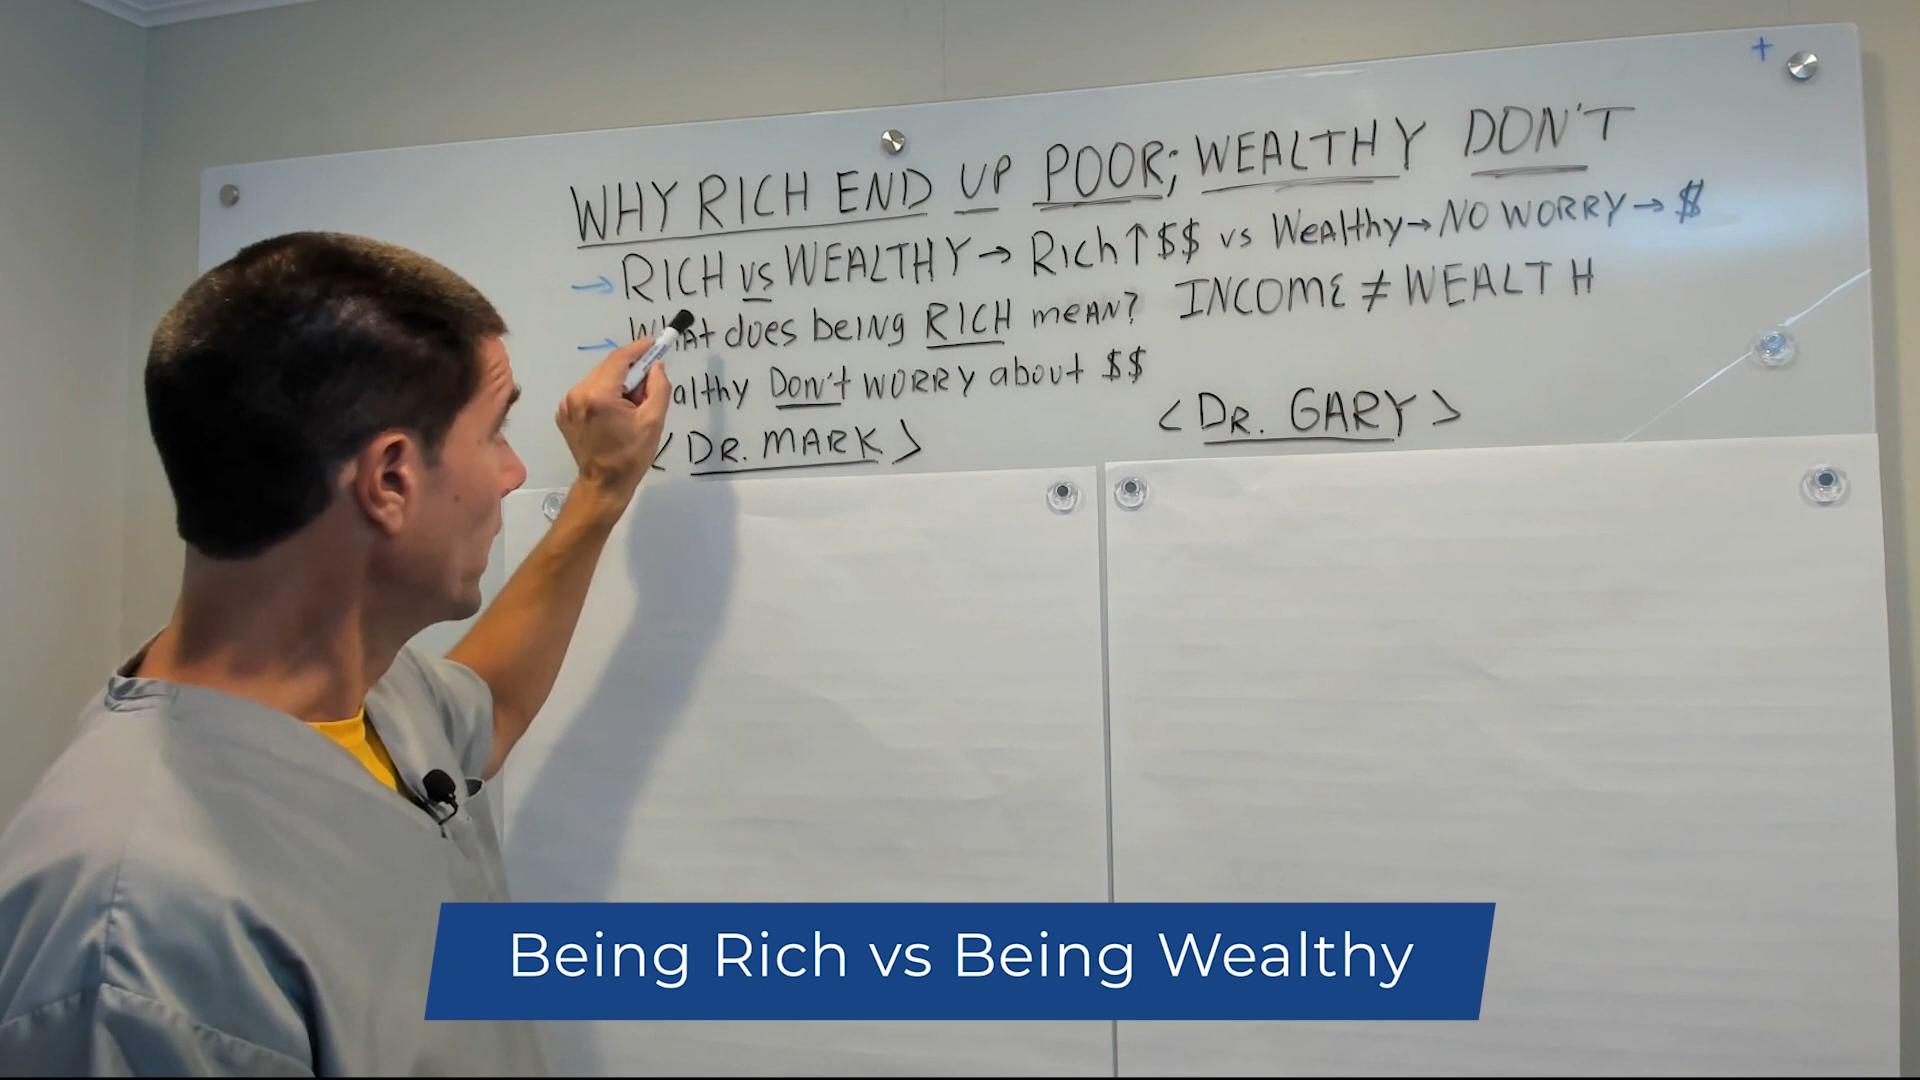 WHY RICH END UP POOR; WEALTHY DON'T
→ RICH vs WEALTHY → Rich ↑ $$ vs Wealthy → NO WORRY → $
→ What does being RICH mean? INCOME ≠ WEALTH
althy Don't WORRY about $$
<DR. MARK> <DR. GARY>
Being Rich vs Being Wealthy